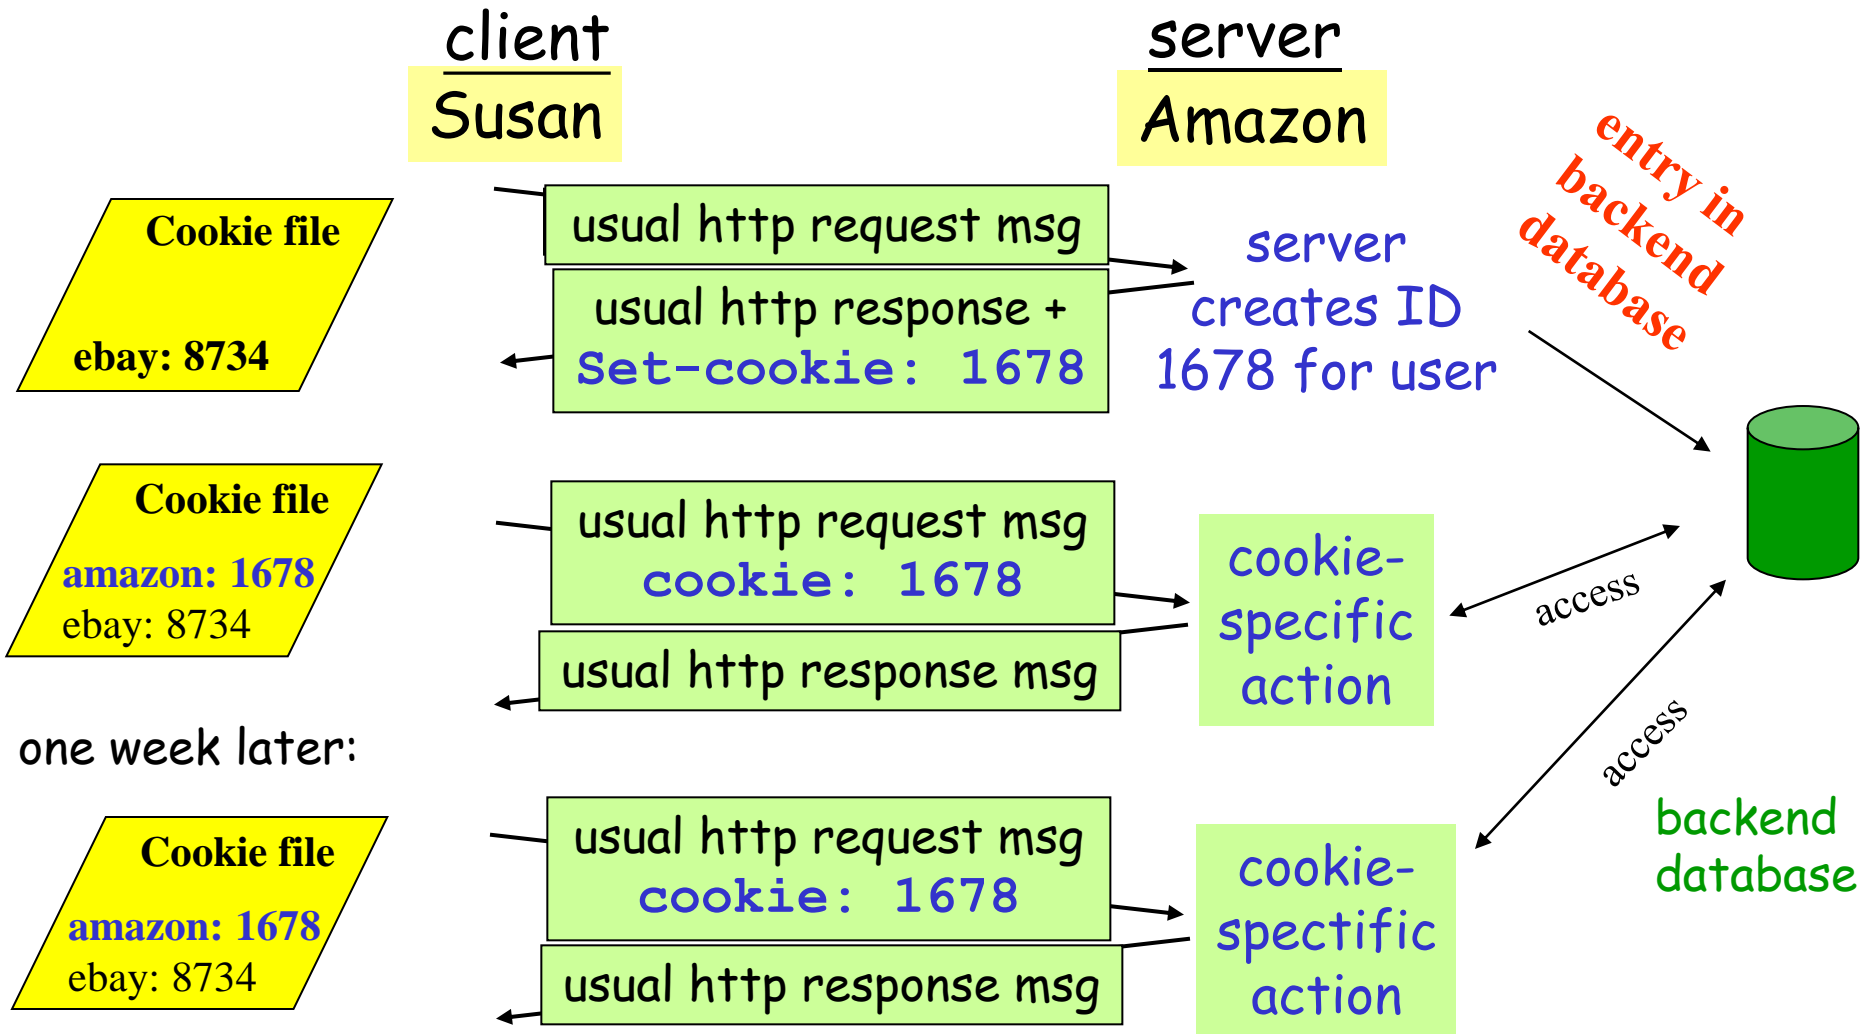 client
server
Susan
Amazon
entry in
backend
database
Cookie file
ebay: 8734
usual http request msg
usual http response +
Set-cookie: 1678
server
creates ID
1678 for user
Cookie file
amazon: 1678
ebay: 8734
usual http request msg
cookie: 1678
usual http response msg
cookie-
specific
action
access
one week later:
access
backend
database
Cookie file
amazon: 1678
ebay: 8734
usual http request msg
cookie: 1678
usual http response msg
cookie-
spectific
action